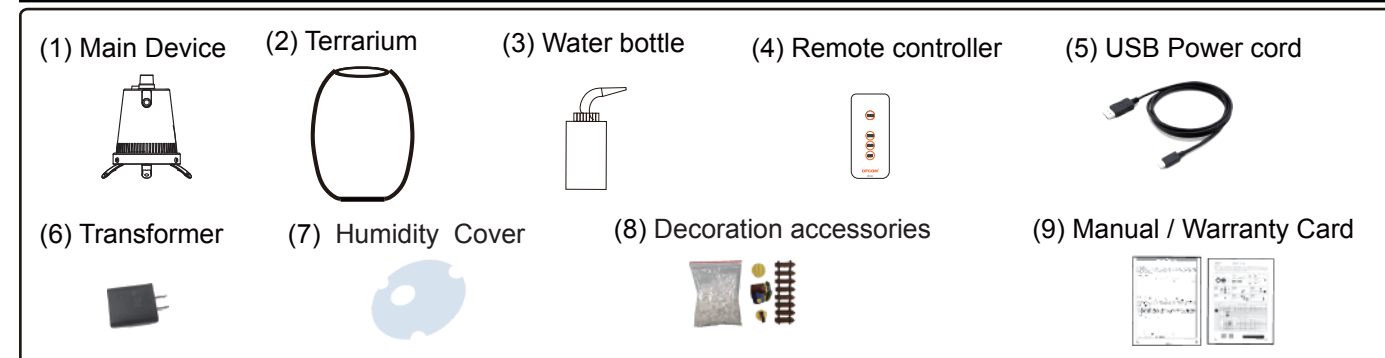 (1) Main Device
(2) Terrarium
(3) Water bottle
(4) Remote controller
(5) USB Power cord
(6) Transformer
(7) Humidity Cover
(8) Decoration accessories
(9) Manual / Warranty Card